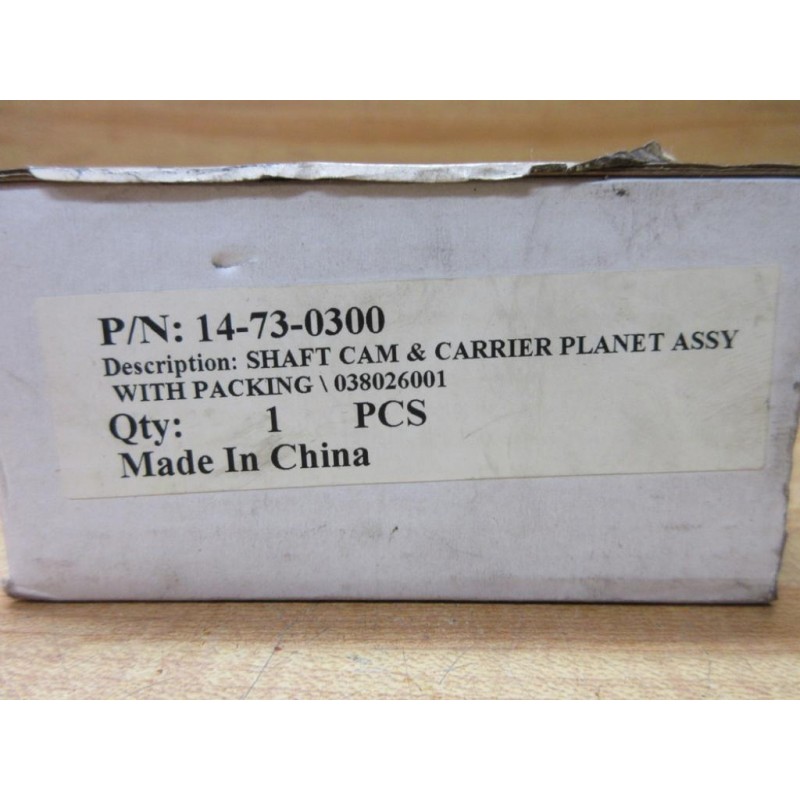 P/N: 14-73-0300
Description: SHAFT CAM & CARRIER PLANET ASSY
WITH PACKING \ 038026001
Qty: 1 PCS
Made In China